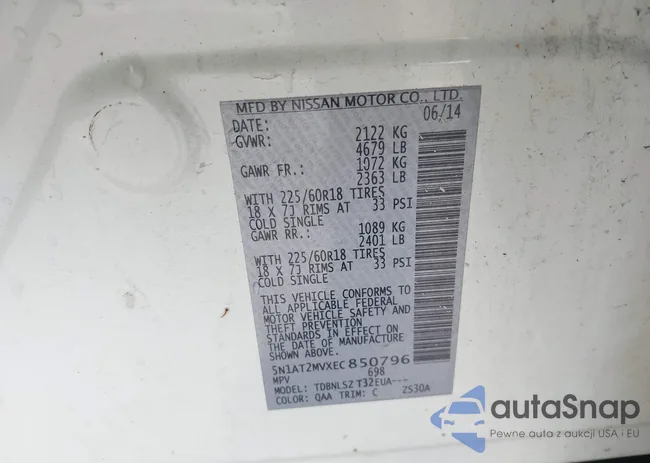 MFD BY NISSAN MOTOR CO., LTD.
DATE: 06/14
GVWR: 2122 KG
4679 LB
GAWR FR.: 1072 KG
2363 LB
WITH 225/60R18 TIRES
18 X 7J RIMS AT 33 PSI
COLD SINGLE
GAWR RR.: 1089 KG
2401 LB
WITH 225/60R18 TIRES
18 X 7J RIMS AT 33 PSI
COLD SINGLE
THIS VEHICLE CONFORMS TO
ALL APPLICABLE FEDERAL
MOTOR VEHICLE SAFETY AND
THEFT PREVENTION
STANDARDS IN EFFECT ON
THE DATE OF MANUFACTURE
SHOWN ABOVE.
5N1AT2MVXEC850796
MPV 698
MODEL: TDBNLSZ T32EUA---
COLOR: QAA TRIM: C 2S30A
autoSnap
Pewne auto z aukcji USA i EU